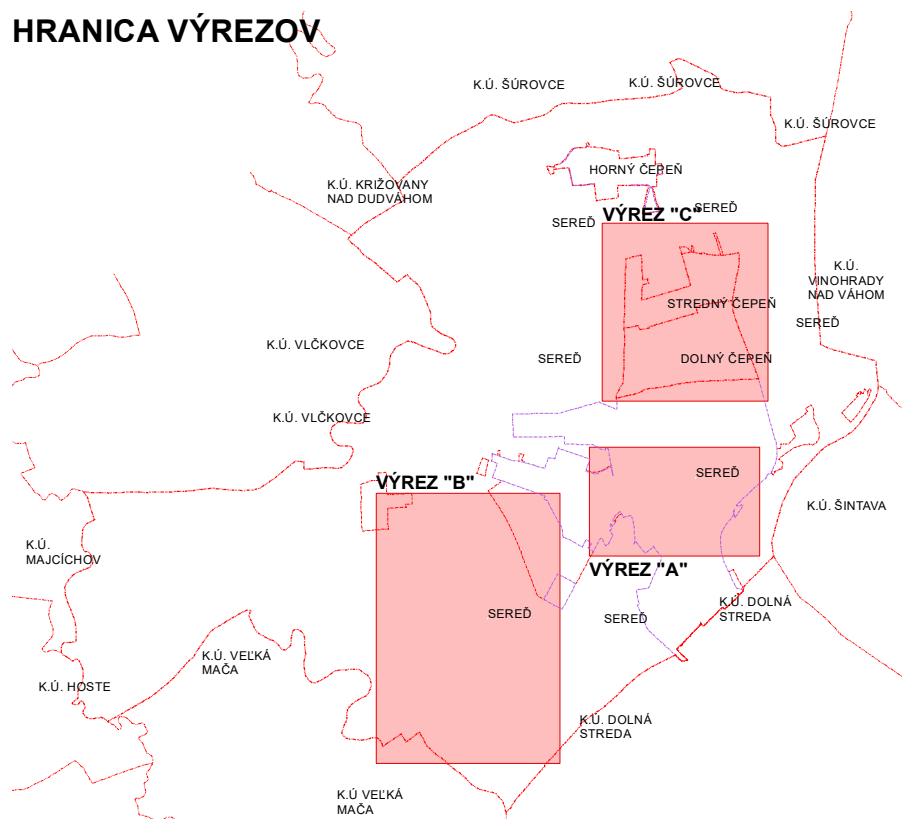 HRANICA VÝREZOV
K.Ú. ŠÚROVCE
K.Ú. ŠÚROVCE
K.Ú. ŠÚROVCE
HORNÝ ČEPEŇ
K.Ú. KRIŽOVANY
NAD DUDVÁHOM
SEREĎ
VÝREZ "C"
SEREĎ
K.Ú.
VINOHRADY
NAD VÁHOM
STREDNÝ ČEPEŇ
SEREĎ
K.Ú. VLČKOVCE
SEREĎ
DOLNÝ ČEPEŇ
K.Ú. VLČKOVCE
SEREĎ
VÝREZ "B"
K.Ú. ŠINTAVA
K.Ú.
MAJCÍCHOV
VÝREZ "A"
K.Ú. DOLNÁ
STREDA
SEREĎ
SEREĎ
K.Ú. VEĽKÁ
MAČA
K.Ú. HOSTE
K.Ú. DOLNÁ
STREDA
K.Ú VEĽKÁ
MAČA